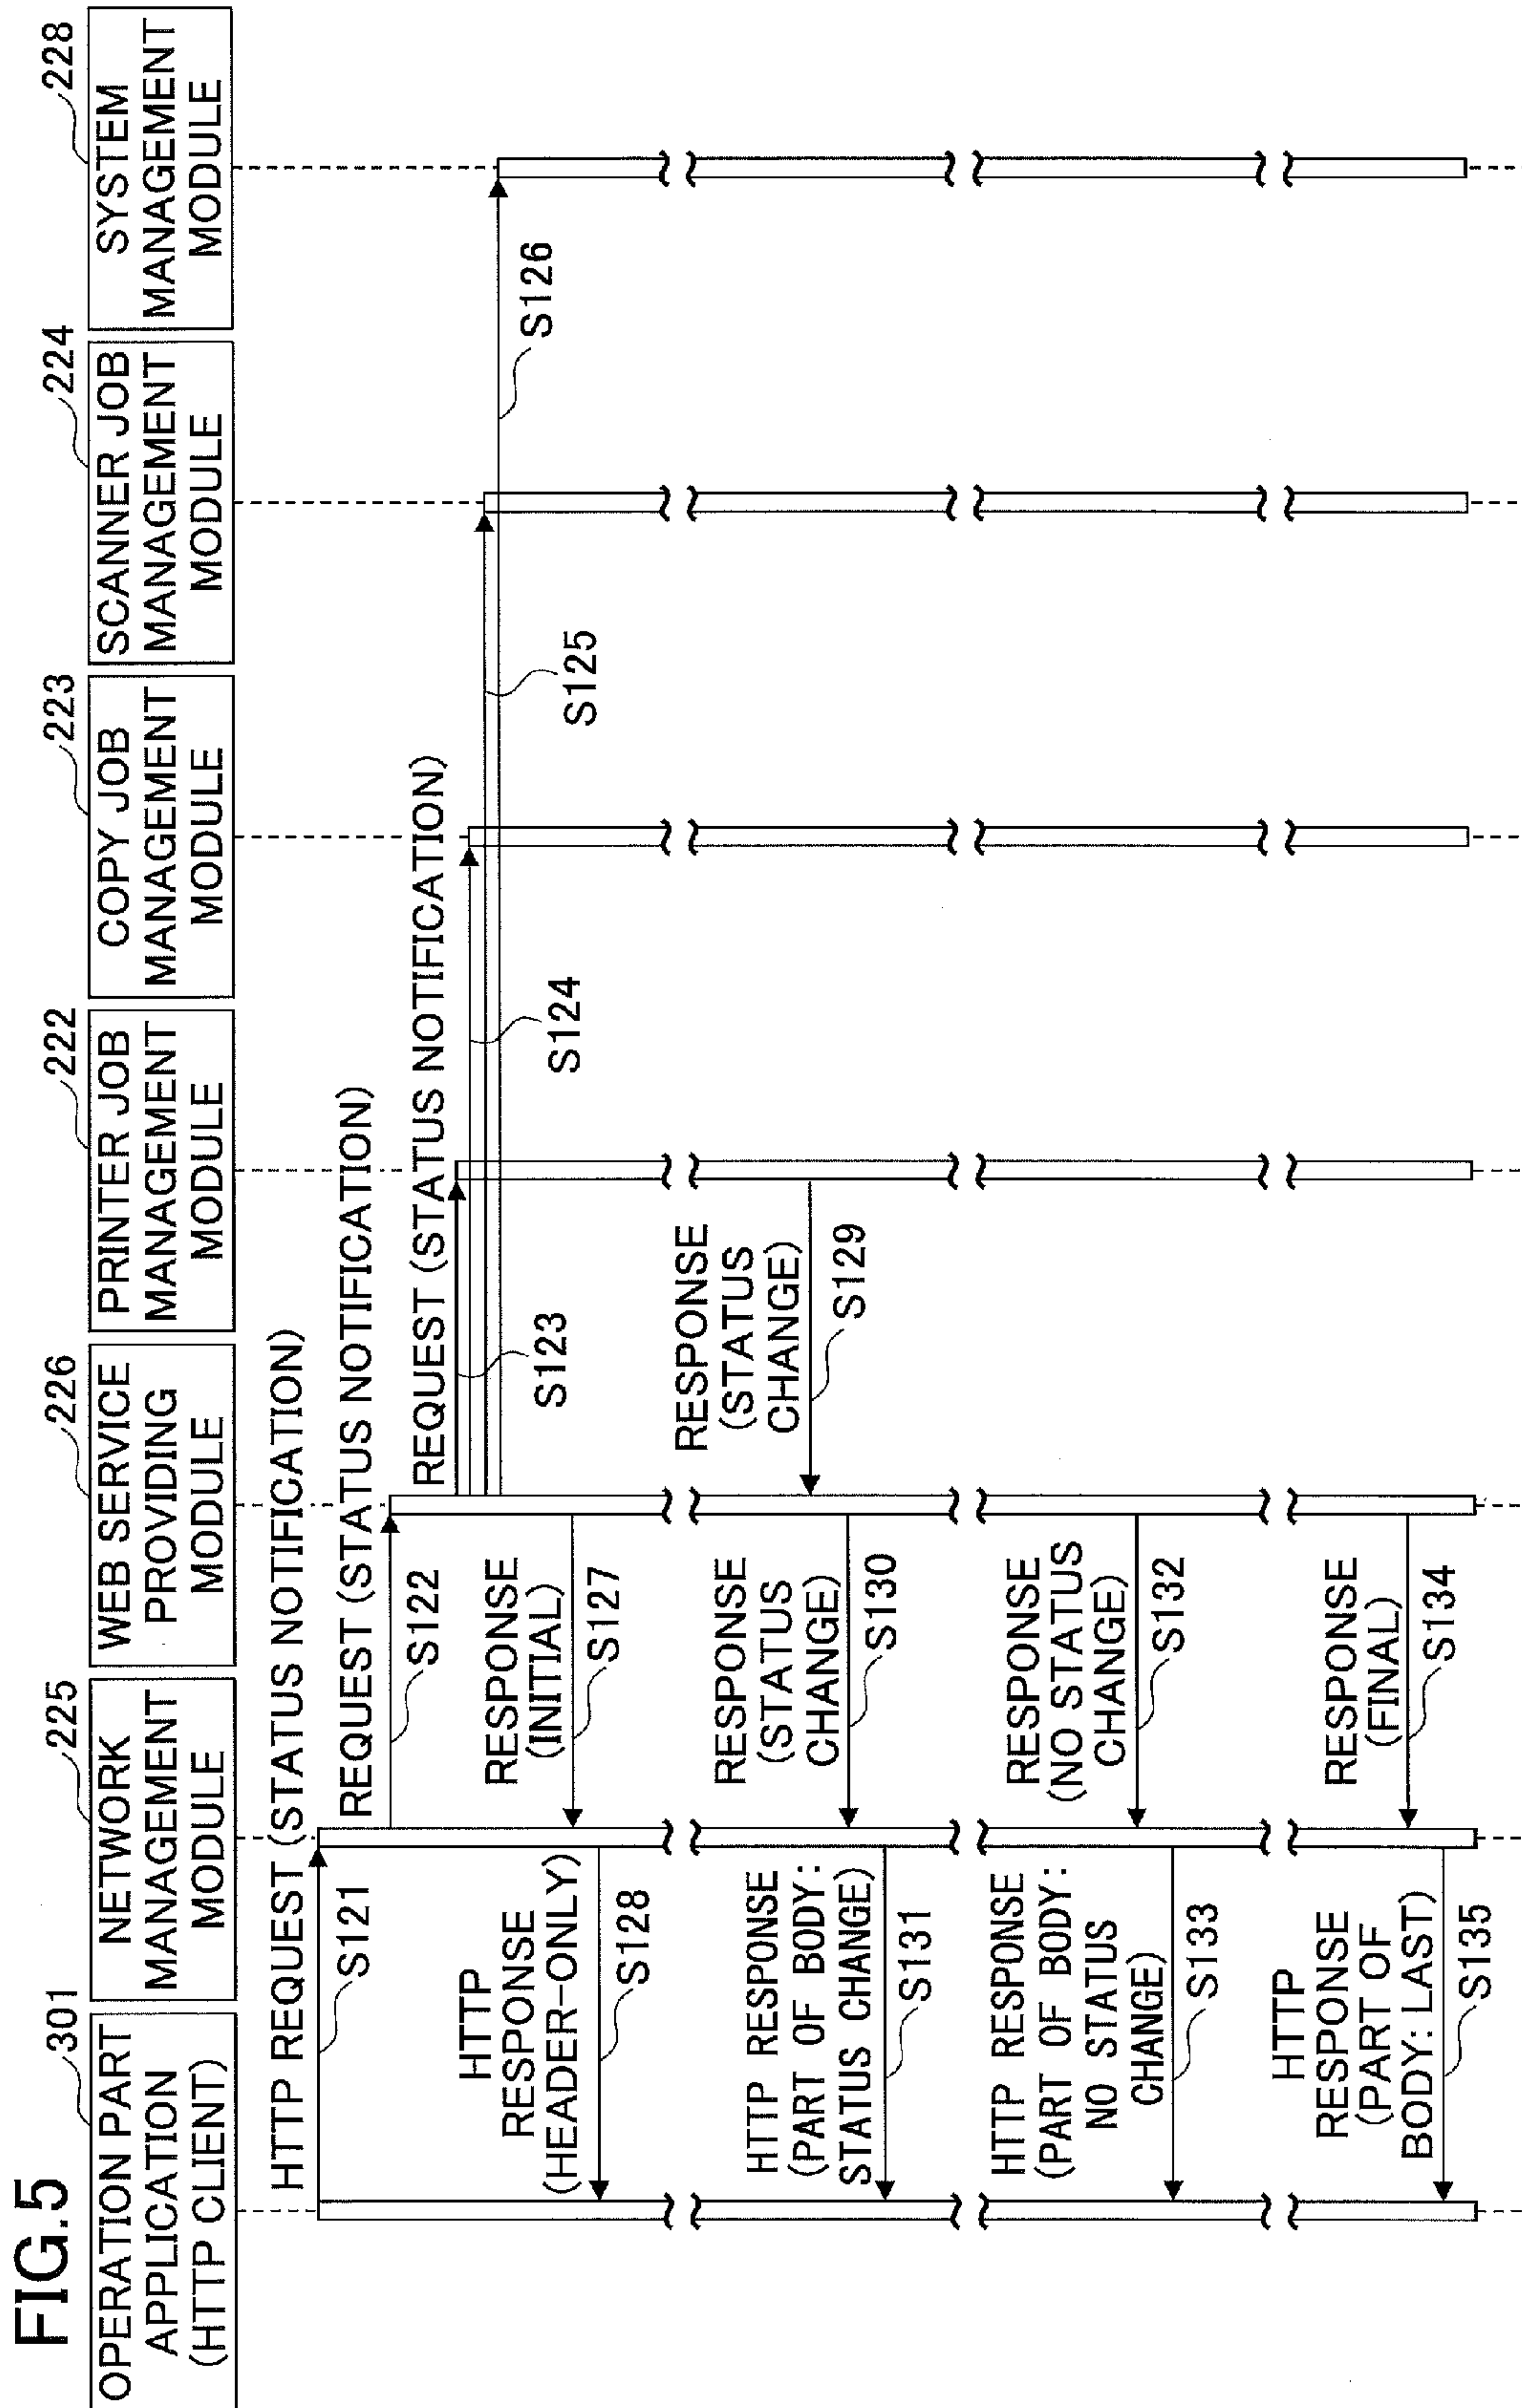 FIG.5
301
OPERATION PART
APPLICATION
(HTTP CLIENT)
225
NETWORK
MANAGEMENT
MODULE
226
WEB SERVICE
PROVIDING
MODULE
222
PRINTER JOB
MANAGEMENT
MODULE
223
COPY JOB
MANAGEMENT
MODULE
224
SCANNER JOB
MANAGEMENT
MODULE
228
SYSTEM
MANAGEMENT
MODULE
HTTP REQUEST (STATUS NOTIFICATION)
S121
REQUEST (STATUS NOTIFICATION)
S122
REQUEST (STATUS NOTIFICATION)
S123
S124
S125
S126
RESPONSE
(INITIAL)
S127
HTTP
RESPONSE
(HEADER-ONLY)
S128
RESPONSE
(STATUS
CHANGE)
S129
RESPONSE
(STATUS
CHANGE)
S130
HTTP RESPONSE
(PART OF BODY:
STATUS CHANGE)
S131
RESPONSE
(NO STATUS
CHANGE)
S132
HTTP RESPONSE
(PART OF BODY:
NO STATUS
CHANGE)
S133
RESPONSE
(FINAL)
S134
HTTP
RESPONSE
(PART OF
BODY: LAST)
S135